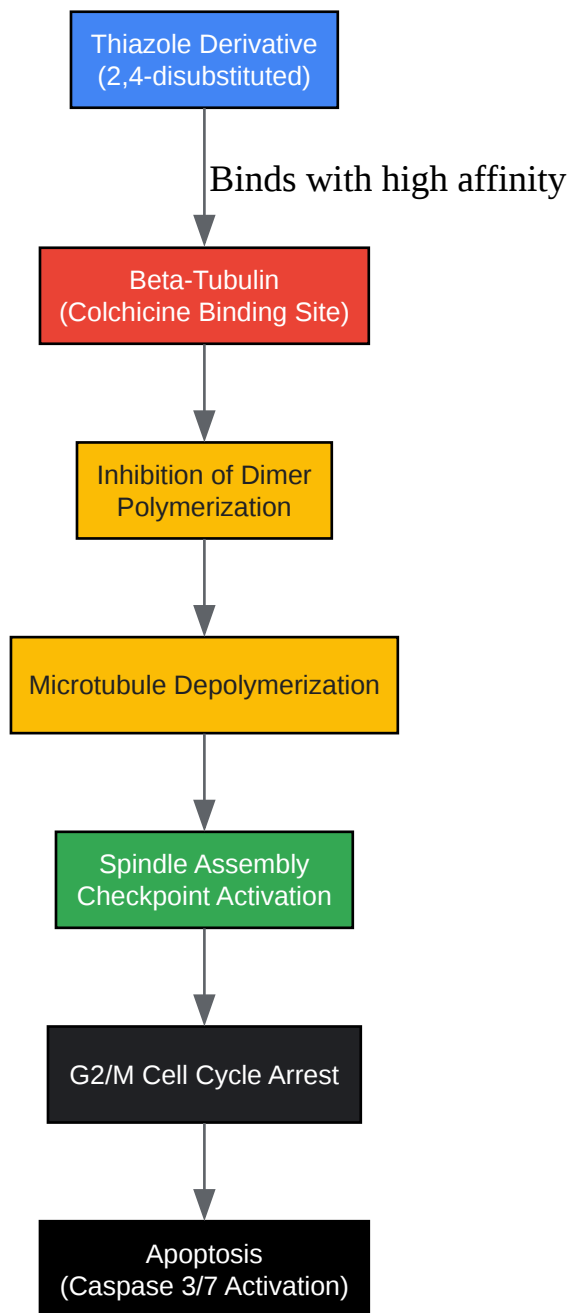 Thiazole Derivative
(2,4-disubstituted)
Binds with high affinity
Beta-Tubulin
(Colchicine Binding Site)
Inhibition of Dimer
Polymerization
Microtubule Depolymerization
Spindle Assembly
Checkpoint Activation
G2/M Cell Cycle Arrest
Apoptosis
(Caspase 3/7 Activation)